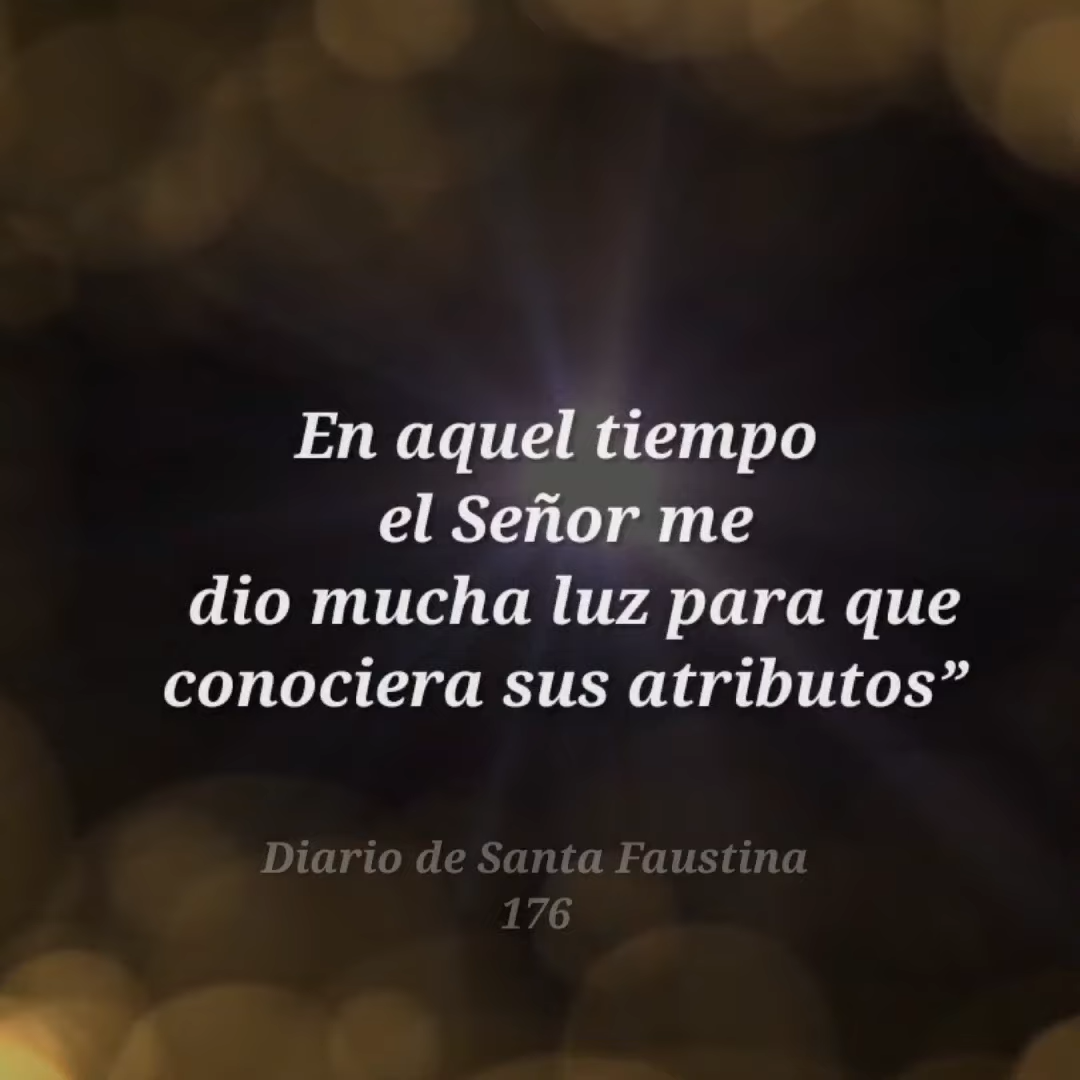 En aquel tiempo
el Señor me
dio mucha luz para que
conociera sus atributos”
Diario de Santa Faustina
176